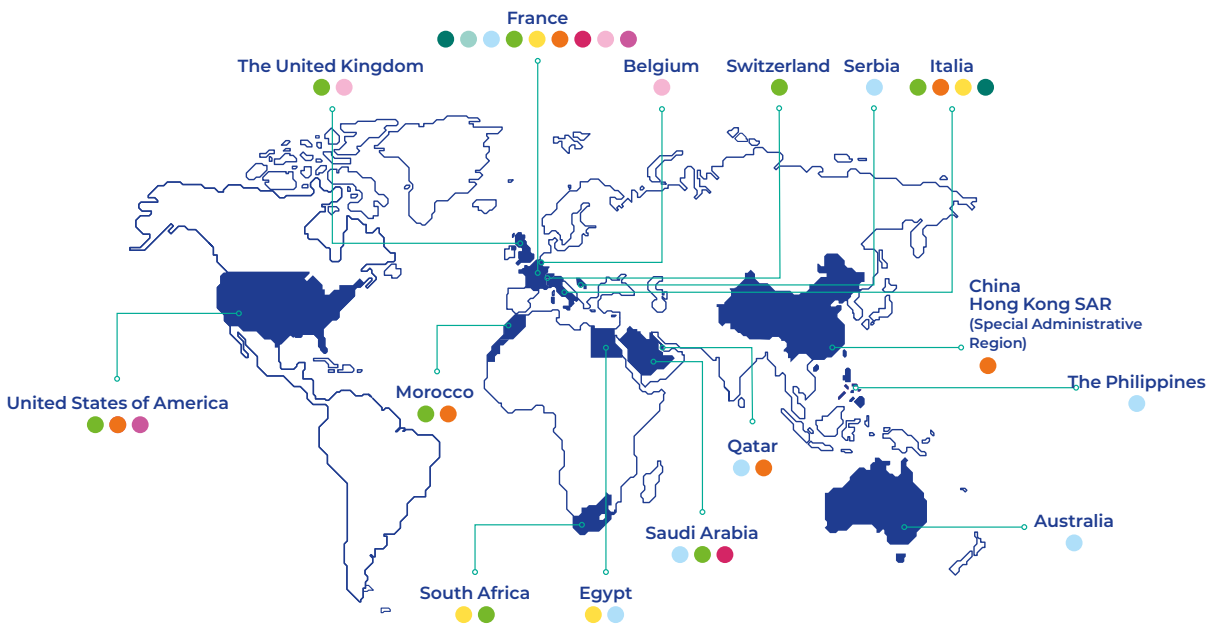 France
The United Kingdom
Belgium
Switzerland
Serbia
Italia
China
Hong Kong SAR
(Special Administrative
Region)
The Philippines
United States of America
Morocco
Qatar
Saudi Arabia
Australia
South Africa
Egypt